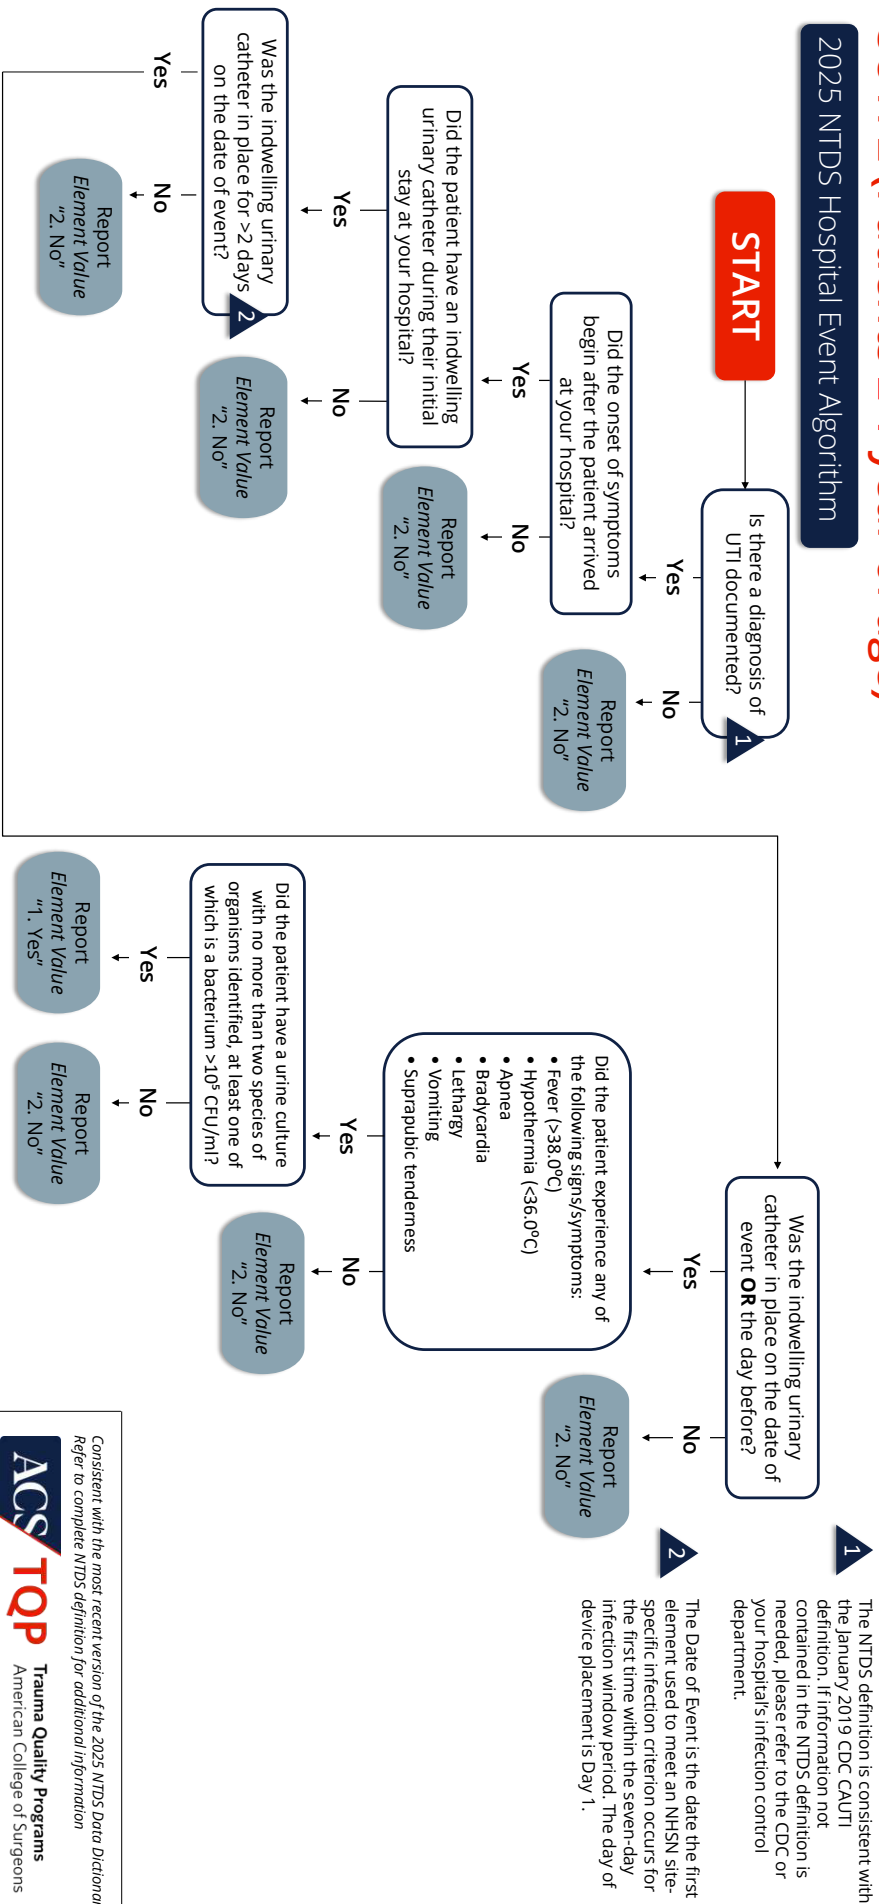 2025 NTDS Hospital Event Algorithm
START
Is there a diagnosis of
UTI documented?
1
Yes
No
Report
Element Value
“2. No”
Did the onset of symptoms
begin after the patient arrived
at your hospital?
Yes
No
Report
Element Value
“2. No”
Did the patient have an indwelling
urinary catheter during their initial
stay at your hospital?
Yes
No
Report
Element Value
“2. No”
Was the indwelling urinary
catheter in place for >2 days
on the date of event?
2
Yes
No
Report
Element Value
“2. No”
Was the indwelling urinary
catheter in place on the date of
event OR the day before?
Yes
No
Report
Element Value
“2. No”
Did the patient experience any of
the following signs/symptoms:
• Fever (>38.0⁰C)
• Hypothermia (<36.0⁰C)
• Apnea
• Bradycardia
• Lethargy
• Vomiting
• Suprapubic tenderness
Yes
No
Report
Element Value
“2. No”
Did the patient have a urine culture
with no more than two species of
organisms identified, at least one of
which is a bacterium >10⁵ CFU/ml?
Yes
No
Report
Element Value
“1. Yes”
Report
Element Value
“2. No”
1
The NTDS definition is consistent with
the January 2019 CDC CAUTI
definition. If information not
contained in the NTDS definition is
needed, please refer to the CDC or
your hospital’s infection control
department.
2
The Date of Event is the date the first
element used to meet an NHSN site-
specific infection criterion occurs for
the first time within the seven-day
infection window period. The day of
device placement is Day 1.
Consistent with the most recent version of the 2025 NTDS Data
Refer to complete NTDS definition for additional information
ACS TQP
Trauma Quality Programs
American College of Surgeons